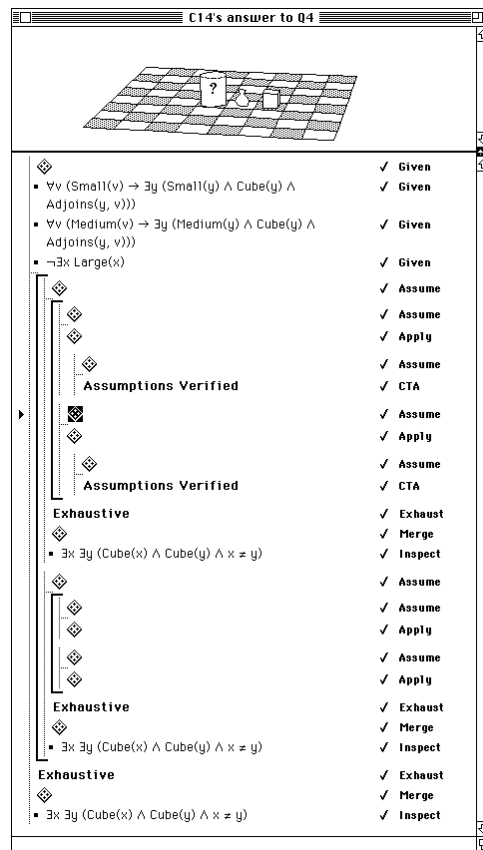 C14's answer to Q4
?
✓ Given
▪ ∀v (Small(v) → ∃y (Small(y) ∧ Cube(y) ∧ ✓ Given
Adjoins(y, v)))
▪ ∀v (Medium(v) → ∃y (Medium(y) ∧ Cube(y) ∧ ✓ Given
Adjoins(y, v)))
▪ ¬∃x Large(x) ✓ Given
✓ Assume
✓ Assume
✓ Apply
✓ Assume
Assumptions Verified ✓ CTA
✓ Assume
✓ Apply
✓ Assume
Assumptions Verified ✓ CTA
Exhaustive ✓ Exhaust
✓ Merge
▪ ∃x ∃y (Cube(x) ∧ Cube(y) ∧ x ≠ y) ✓ Inspect
✓ Assume
✓ Assume
✓ Apply
✓ Assume
✓ Apply
Exhaustive ✓ Exhaust
✓ Merge
▪ ∃x ∃y (Cube(x) ∧ Cube(y) ∧ x ≠ y) ✓ Inspect
Exhaustive ✓ Exhaust
✓ Merge
▪ ∃x ∃y (Cube(x) ∧ Cube(y) ∧ x ≠ y) ✓ Inspect